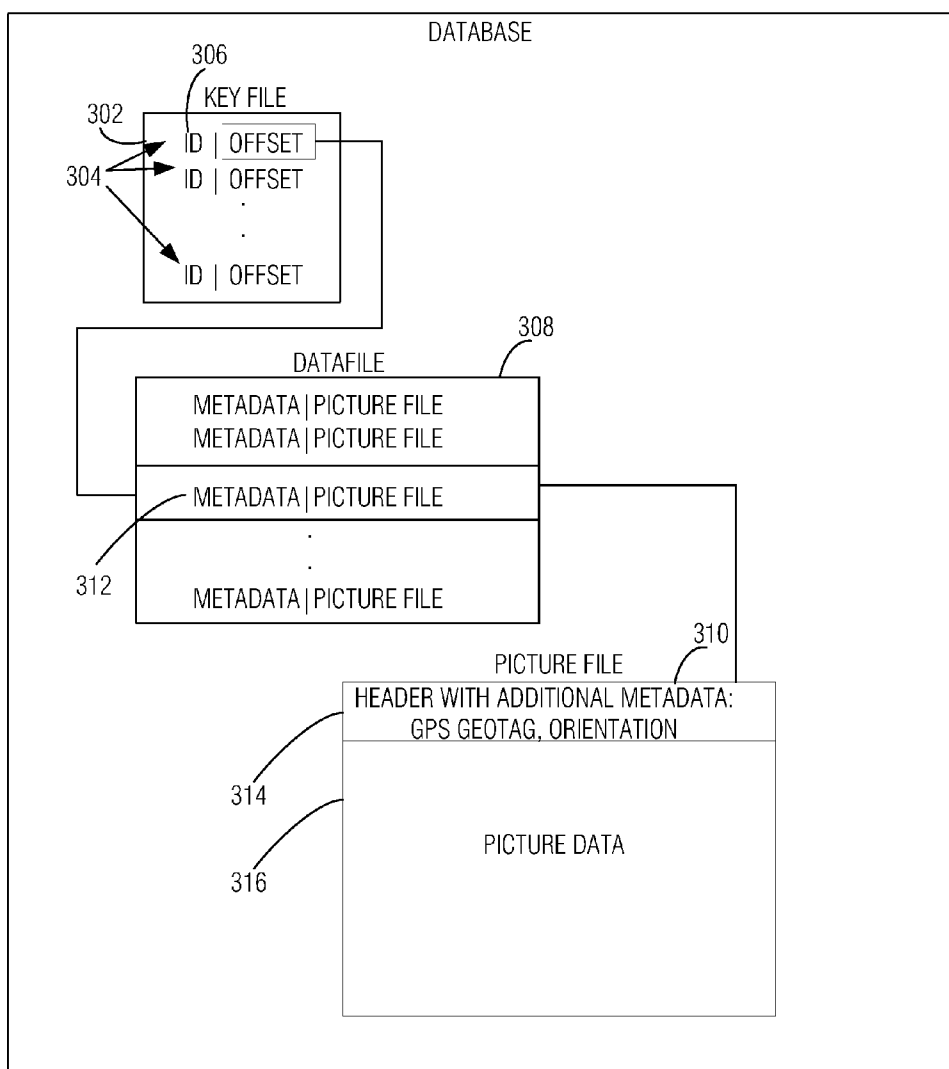 DATABASE
306
KEY FILE
302
ID | OFFSET
304
ID | OFFSET
.
.
ID | OFFSET
308
DATAFILE
METADATA | PICTURE FILE
METADATA | PICTURE FILE
METADATA | PICTURE FILE
312
.
.
METADATA | PICTURE FILE
310
PICTURE FILE
HEADER WITH ADDITIONAL METADATA:
GPS GEOTAG, ORIENTATION
314
316
PICTURE DATA